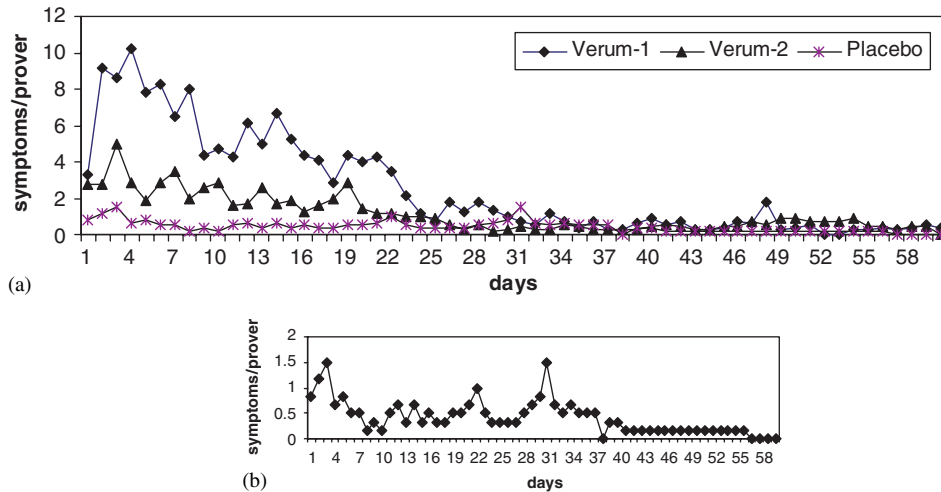 12
10
8
6
4
2
0
symptoms/prover
Verum-1 Verum-2 Placebo
1 4 7 10 13 16 19 22 25 28 31 34 37 40 43 46 49 52 55 58
days
(a)
2
1.5
1
0.5
0
symptoms/prover
1 4 7 10 13 16 19 22 25 28 31 34 37 40 43 46 49 52 55 58
days
(b)